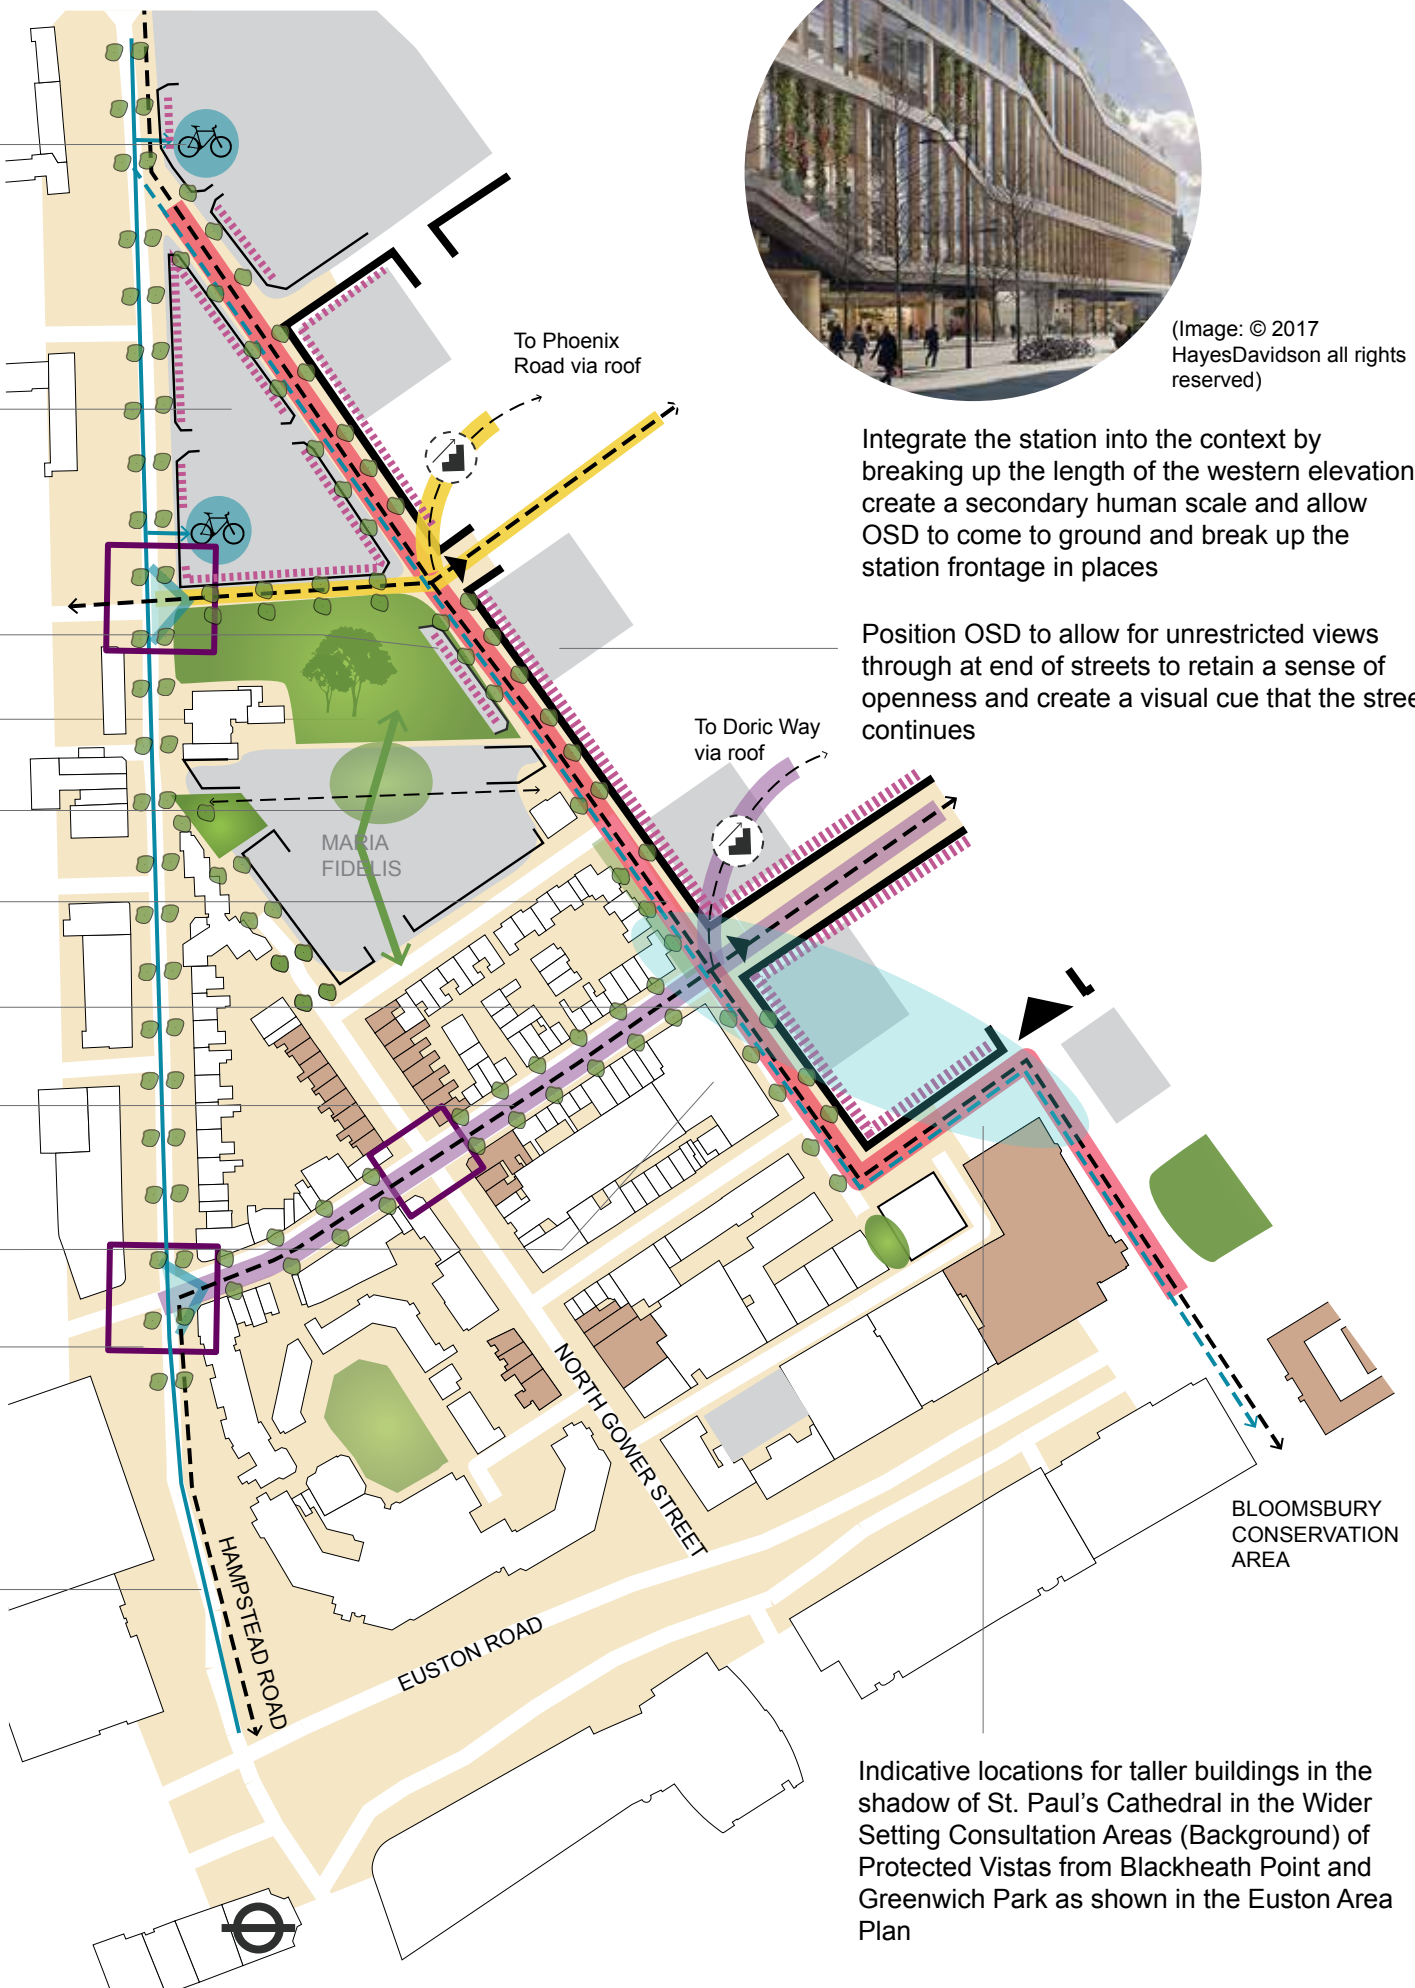 (Image: © 2017
HayesDavidson all rights
reserved)
To Phoenix
Road via roof
Integrate the station into the context by
breaking up the length of the western elevation
create a secondary human scale and allow
OSD to come to ground and break up the
station frontage in places
Position OSD to allow for unrestricted views
through at end of streets to retain a sense of
openness and create a visual cue that the stree
continues
To Doric Way
via roof
MARIA
FIDELIS
NORTH GOWER STREET
HAMPSTEAD ROAD
EUSTON ROAD
BLOOMSBURY
CONSERVATION
AREA
Indicative locations for taller buildings in the
shadow of St. Paul's Cathedral in the Wider
Setting Consultation Areas (Background) of
Protected Vistas from Blackheath Point and
Greenwich Park as shown in the Euston Area
Plan